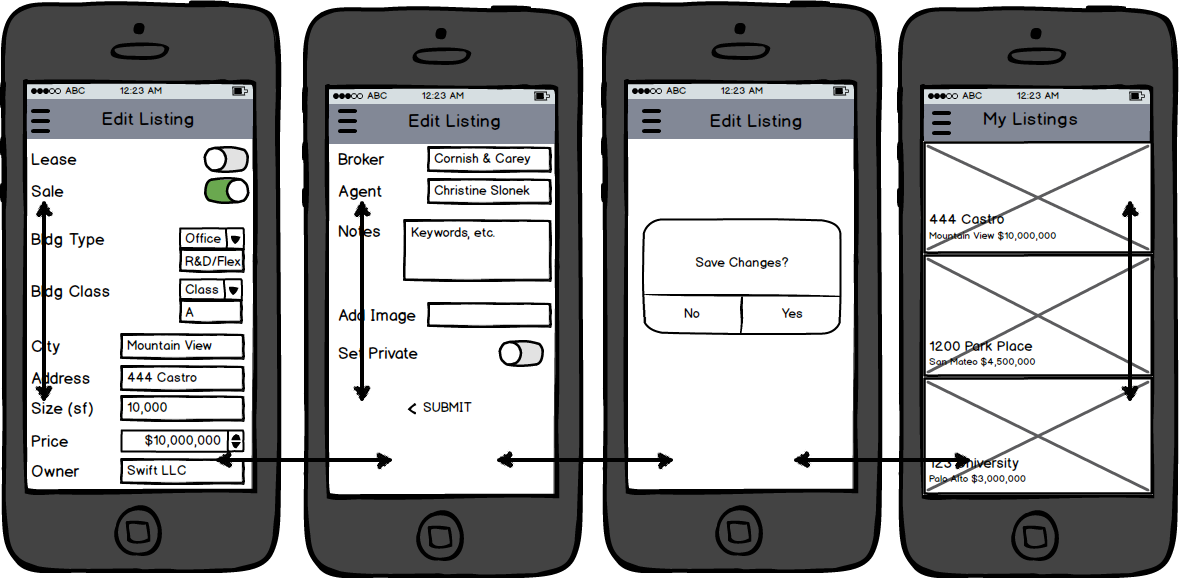 ABC 12:23 AM
Edit Listing
Lease
Sale
Bldg Type Office
R&D/Flex
Bldg Class Class
A
City Mountain View
Address 444 Castro
Size (sf) 10,000
Price $10,000,000
Owner Swift LLC
ABC 12:23 AM
Edit Listing
Broker Cornish & Carey
Agent Christine Slonek
Notes Keywords, etc.
Add Image
Set Private
< SUBMIT
ABC 12:23 AM
Edit Listing
Save Changes?
No Yes
ABC 12:23 AM
My Listings
444 Castro
Mountain View $10,000,000
1200 Park Place
San Mateo $4,500,000
123 University
Palo Alto $3,000,000